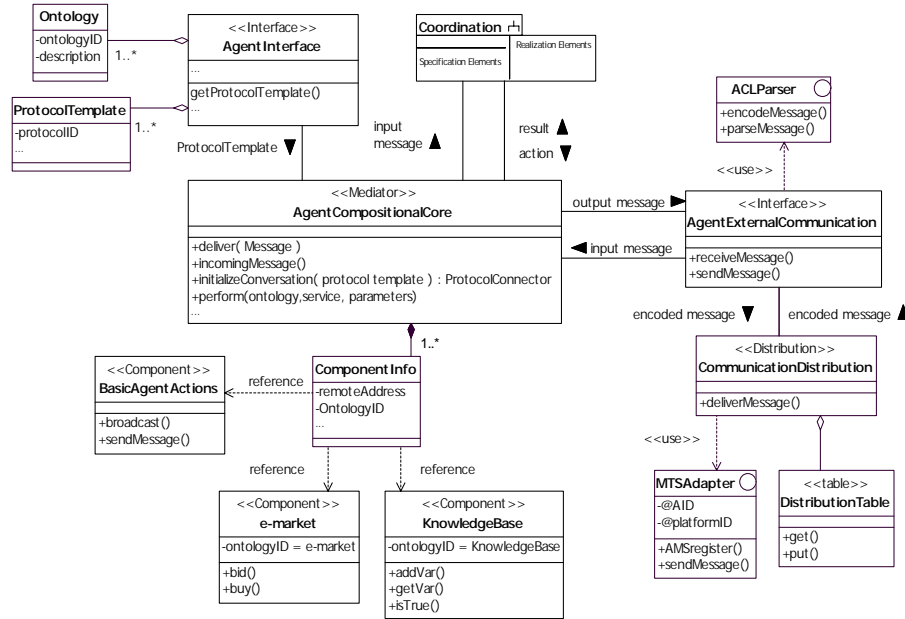 Ontology
-ontologyID
-description
1..*
<<Interface>>
AgentInterface
...
getProtocolTemplate()
...
ProtocolTemplate
-protocolID
...
1..*
Coordination
Specification Elements
Realization Elements
ACLParser
+encodeMessage()
+parseMessage()
ProtocolTemplate
input
message
result
action
<<use>>
<<Mediator>>
AgentCompositionalCore
+deliver( Message )
+incomingMessage()
+initializeConversation( protocol template ) : ProtocolConnector
+perform(ontology,service, parameters)
...
output message
input message
<<Interface>>
AgentExternalCommunication
+receiveMessage()
+sendMessage()
encoded message
encoded message
1..*
<<Component>>
BasicAgentActions
+broadcast()
+sendMessage()
reference
ComponentInfo
-remoteAddress
-OntologyID
...
<<Distribution>>
CommunicationDistribution
+deliverMessage()
<<use>>
reference
reference
<<Component>>
e-market
-ontologyID = e-market
+bid()
+buy()
<<Component>>
KnowledgeBase
-ontologyID = KnowledgeBase
+addVar()
+getVar()
+isTrue()
MTSAdapter
-@AID
-@platformID
+AMSregister()
+sendMessage()
<<table>>
DistributionTable
+get()
+put()